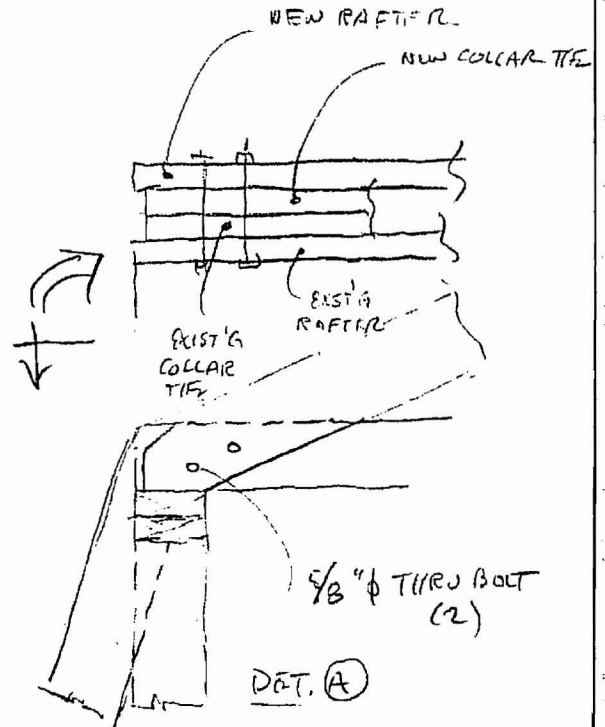 NEW RAFTER
NEW COLLAR TIE
EXIST'G
RAFTER
EXIST'G
COLLAR
TIE
5/8"φ THRU BOLT
(2)
DET. A